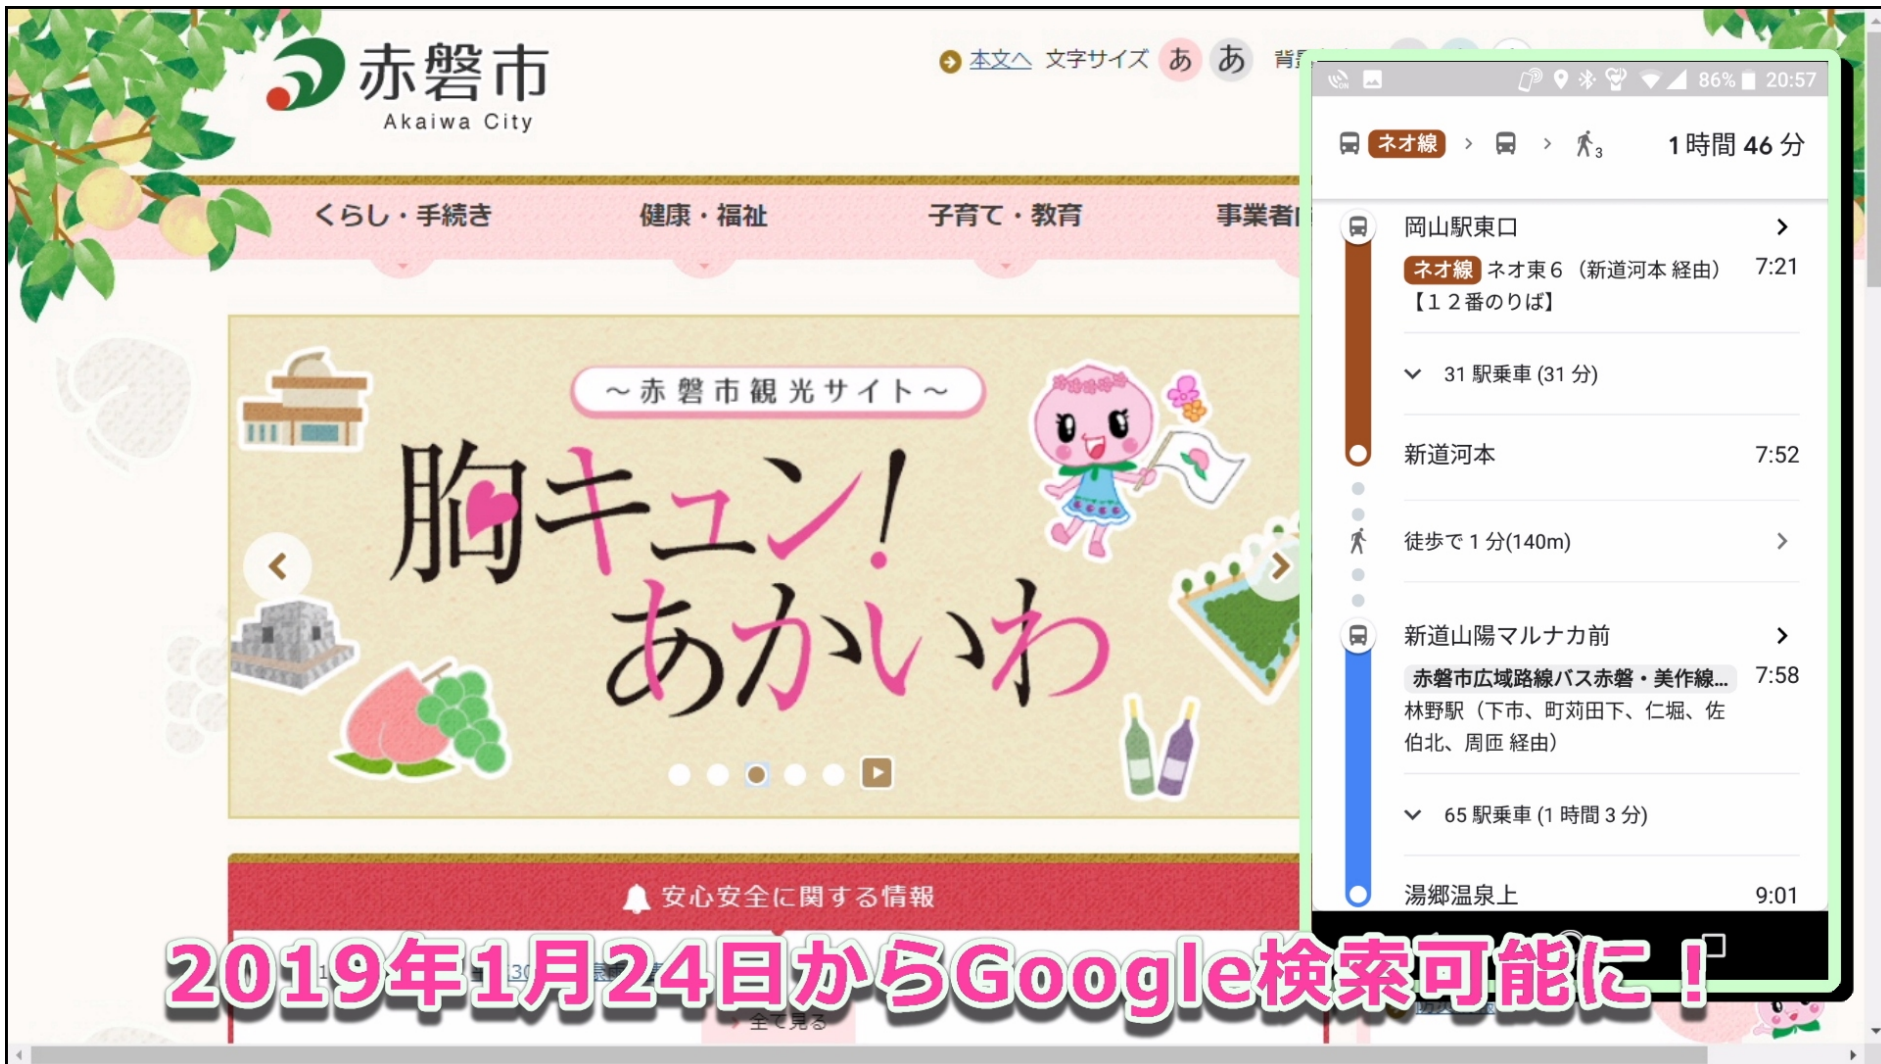 赤磐市
Akaiwa City
本文へ 文字サイズ あ あ
くらし・手続き 健康・福祉 子育て・教育 事業者
～赤磐市観光サイト～
胸キュン!
あかいわ
安心安全に関する情報
全て見る
86% 20:57
ネオ線 3 1時間 46 分
岡山駅東口
ネオ線 ネオ東6（新道河本 経由） 7:21
【12番のりば】
31 駅乗車 (31 分)
新道河本 7:52
徒歩で 1 分(140m)
新道山陽マルナカ前
赤磐市広域路線バス赤磐・美作線... 7:58
林野駅（下市、町苅田下、仁堀、佐
伯北、周匝 経由）
65 駅乗車 (1 時間 3 分)
湯郷温泉上 9:01
2019年1月24日からGoogle検索可能に！